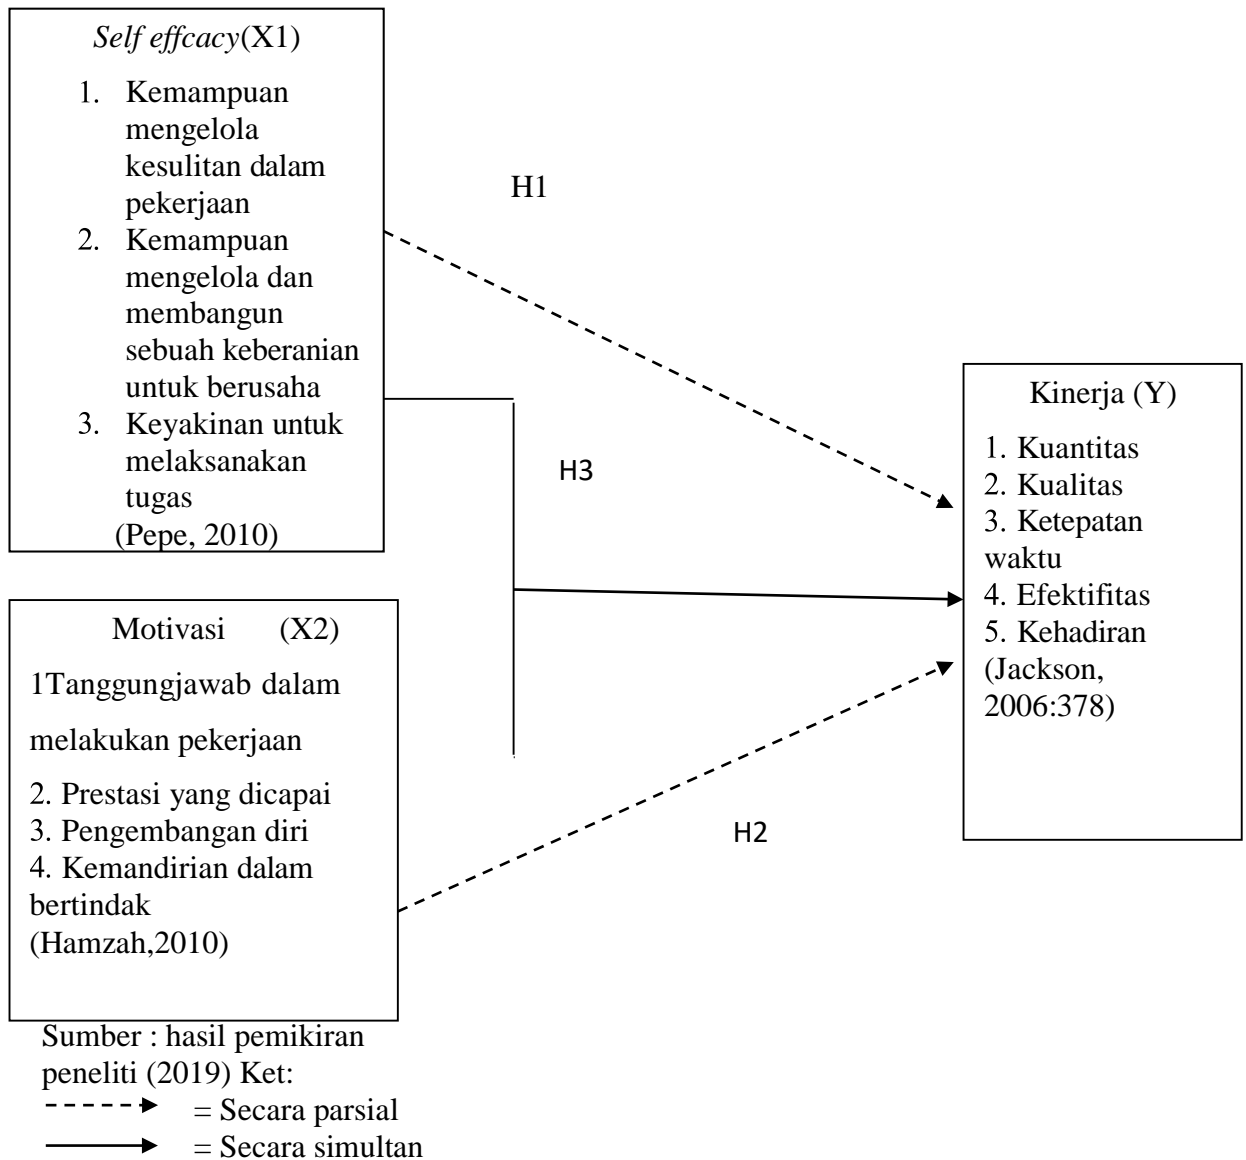 Self effcacy(X1)
1. Kemampuan
mengelola
kesulitan dalam
pekerjaan
2. Kemampuan
mengelola dan
membangun
sebuah keberanian
untuk berusaha
3. Keyakinan untuk
melaksanakan
tugas
(Pepe, 2010)
H1
H3
Kinerja (Y)
1. Kuantitas
2. Kualitas
3. Ketepatan
waktu
4. Efektifitas
5. Kehadiran
(Jackson,
2006:378)
Motivasi (X2)
1Tanggungjawab dalam
melakukan pekerjaan
2. Prestasi yang dicapai
3. Pengembangan diri
4. Kemandirian dalam
bertindak
(Hamzah,2010)
H2
Sumber : hasil pemikiran
peneliti (2019) Ket:
= Secara parsial
= Secara simultan